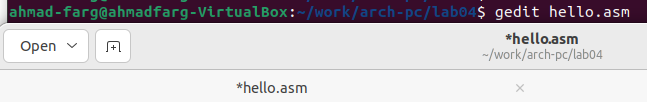 ahmad-farg@ahmadfarg-VirtualBox:~/work/arch-pc/lab04$ gedit hello.asm
Open
*hello.asm
~/work/arch-pc/lab04
*hello.asm